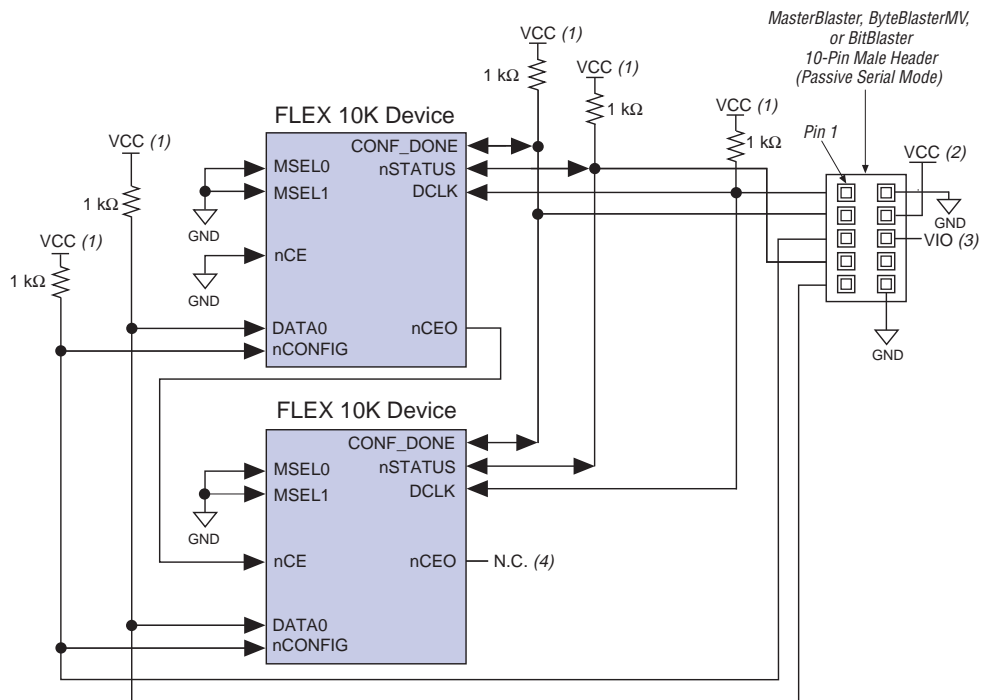 MasterBlaster, ByteBlasterMV,
or BitBlaster
10-Pin Male Header
(Passive Serial Mode)
VCC (1)
1 kΩ
VCC (1)
1 kΩ
VCC (1)
1 kΩ
Pin 1
VCC (2)
GND
VIO (3)
GND
VCC (1)
1 kΩ
VCC (1)
1 kΩ
FLEX 10K Device
CONF_DONE
MSEL0
nSTATUS
MSEL1
DCLK
GND
nCE
GND
DATA0
nCEO
nCONFIG
FLEX 10K Device
CONF_DONE
MSEL0
nSTATUS
MSEL1
DCLK
GND
nCE
nCEO
N.C. (4)
DATA0
nCONFIG